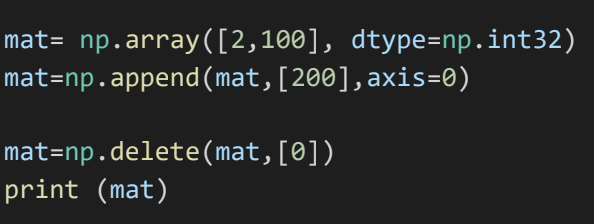 mat= np.array([2,100], dtype=np.int32)
mat=np.append(mat,[200],axis=0)
mat=np.delete(mat,[0])
print (mat)